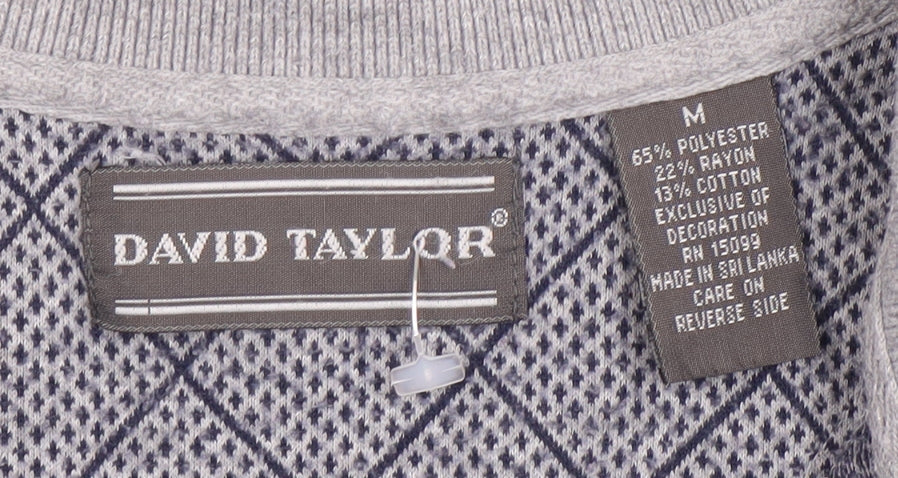 DAVID TAYLOR®
M
65% POLYESTER
22% RAYON
13% COTTON
EXCLUSIVE OF
DECORATION
RN 15099
MADE IN SRI LANKA
CARE ON
REVERSE SIDE